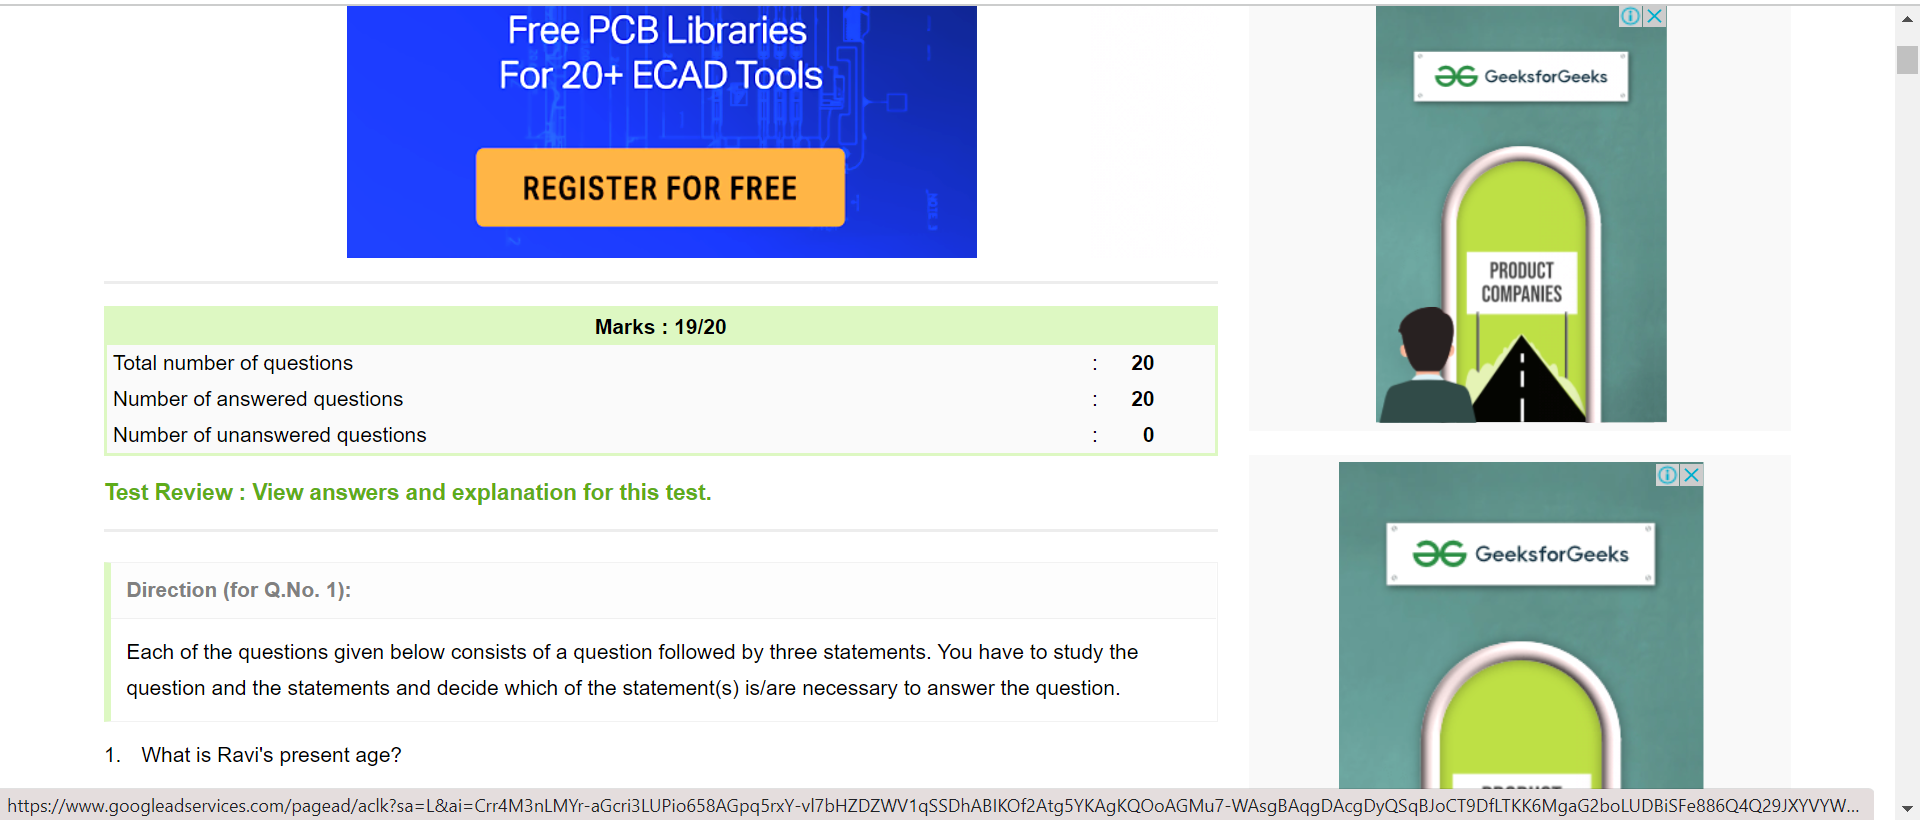 Free PCB Libraries
For 20+ ECAD Tools
REGISTER FOR FREE
Marks : 19/20
Total number of questions : 20
Number of answered questions : 20
Number of unanswered questions : 0
Test Review : View answers and explanation for this test.
Direction (for Q.No. 1):
Each of the questions given below consists of a question followed by three statements. You have to study the
question and the statements and decide which of the statement(s) is/are necessary to answer the question.
1. What is Ravi's present age?
GeeksforGeeks
PRODUCT
COMPANIES
GeeksforGeeks
PRODUCT
https://www.googleadservices.com/pagead/aclk?sa=L&ai=Crr4M3nLMYr-aGcri3LUPio658AGpq5rxY-vl7bHZDZWV1qSSDhABIKOf2Atg5YKAgKQOoAGMu7-WAsgBAqgDAcgDyQSqBJoCT9DfLTKK6MgaG2boLUDBiSFe886Q4Q29JXYVYW...